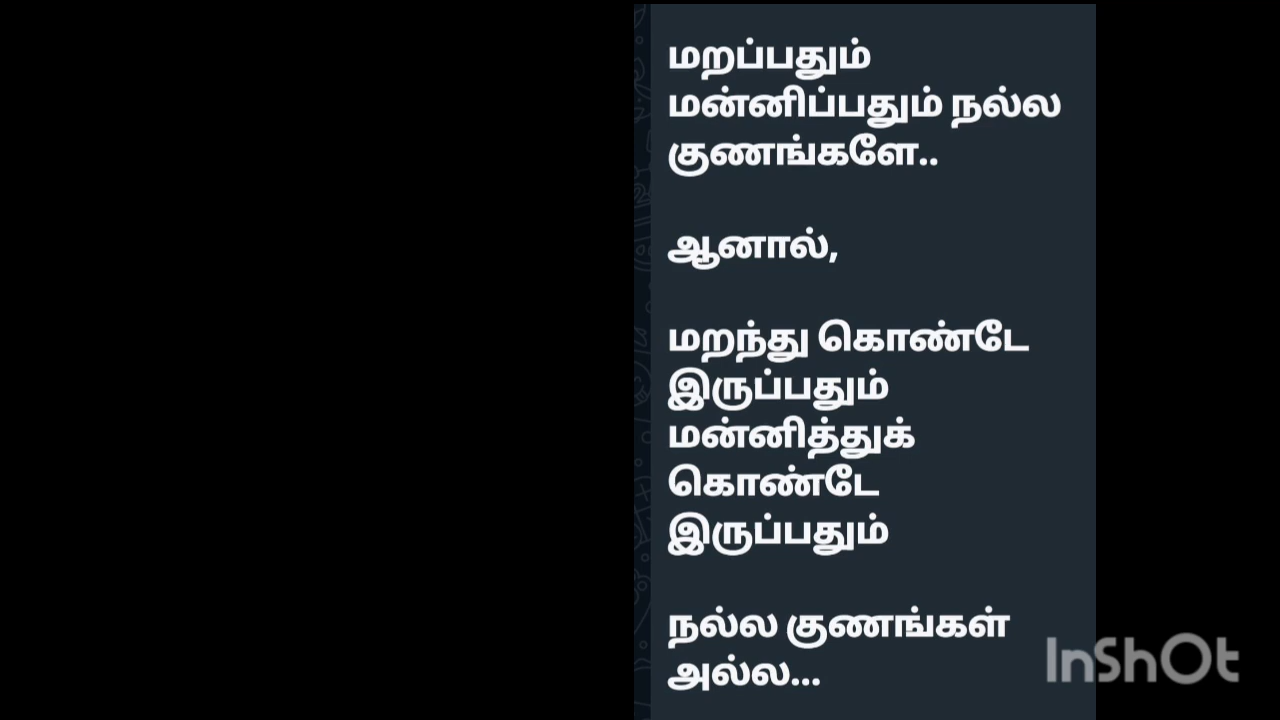 மறப்பதும்
மன்னிப்பதும் நல்ல
குணங்களே..
ஆனால்,
மறந்து கொண்டே
இருப்பதும்
மன்னித்துக்
கொண்டே
இருப்பதும்
நல்ல குணங்கள்
அல்ல...
InShOt